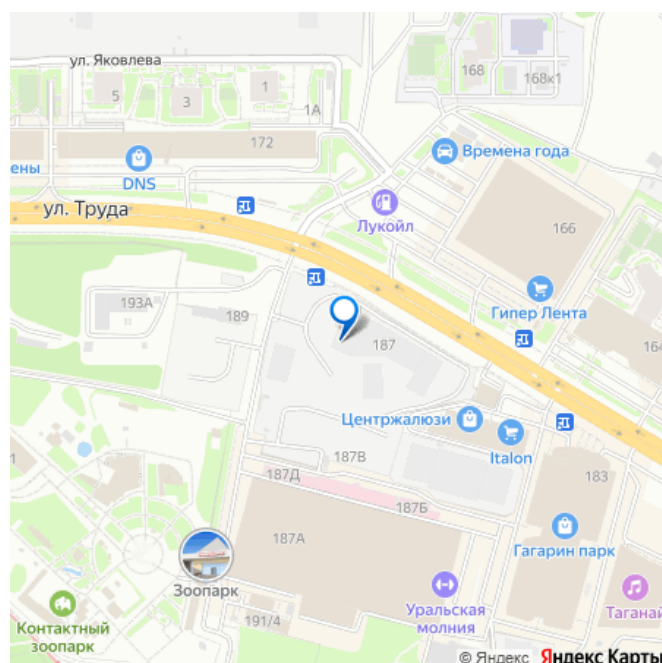 ул. Яковлева
168
168к1
5
3
1
1А
172
ены
DNS
Времена года
ул. Труда
Лукойл
166
Гипер Лента
193А
189
187
164
Центржалюзи
Italon
187В
187Д
187Б
183
1
187А
Гагарин парк
Зоопарк
Уральская
молния
Таганай
Контактный
зоопарк
191/4
© Яндекс Яндекс Карты